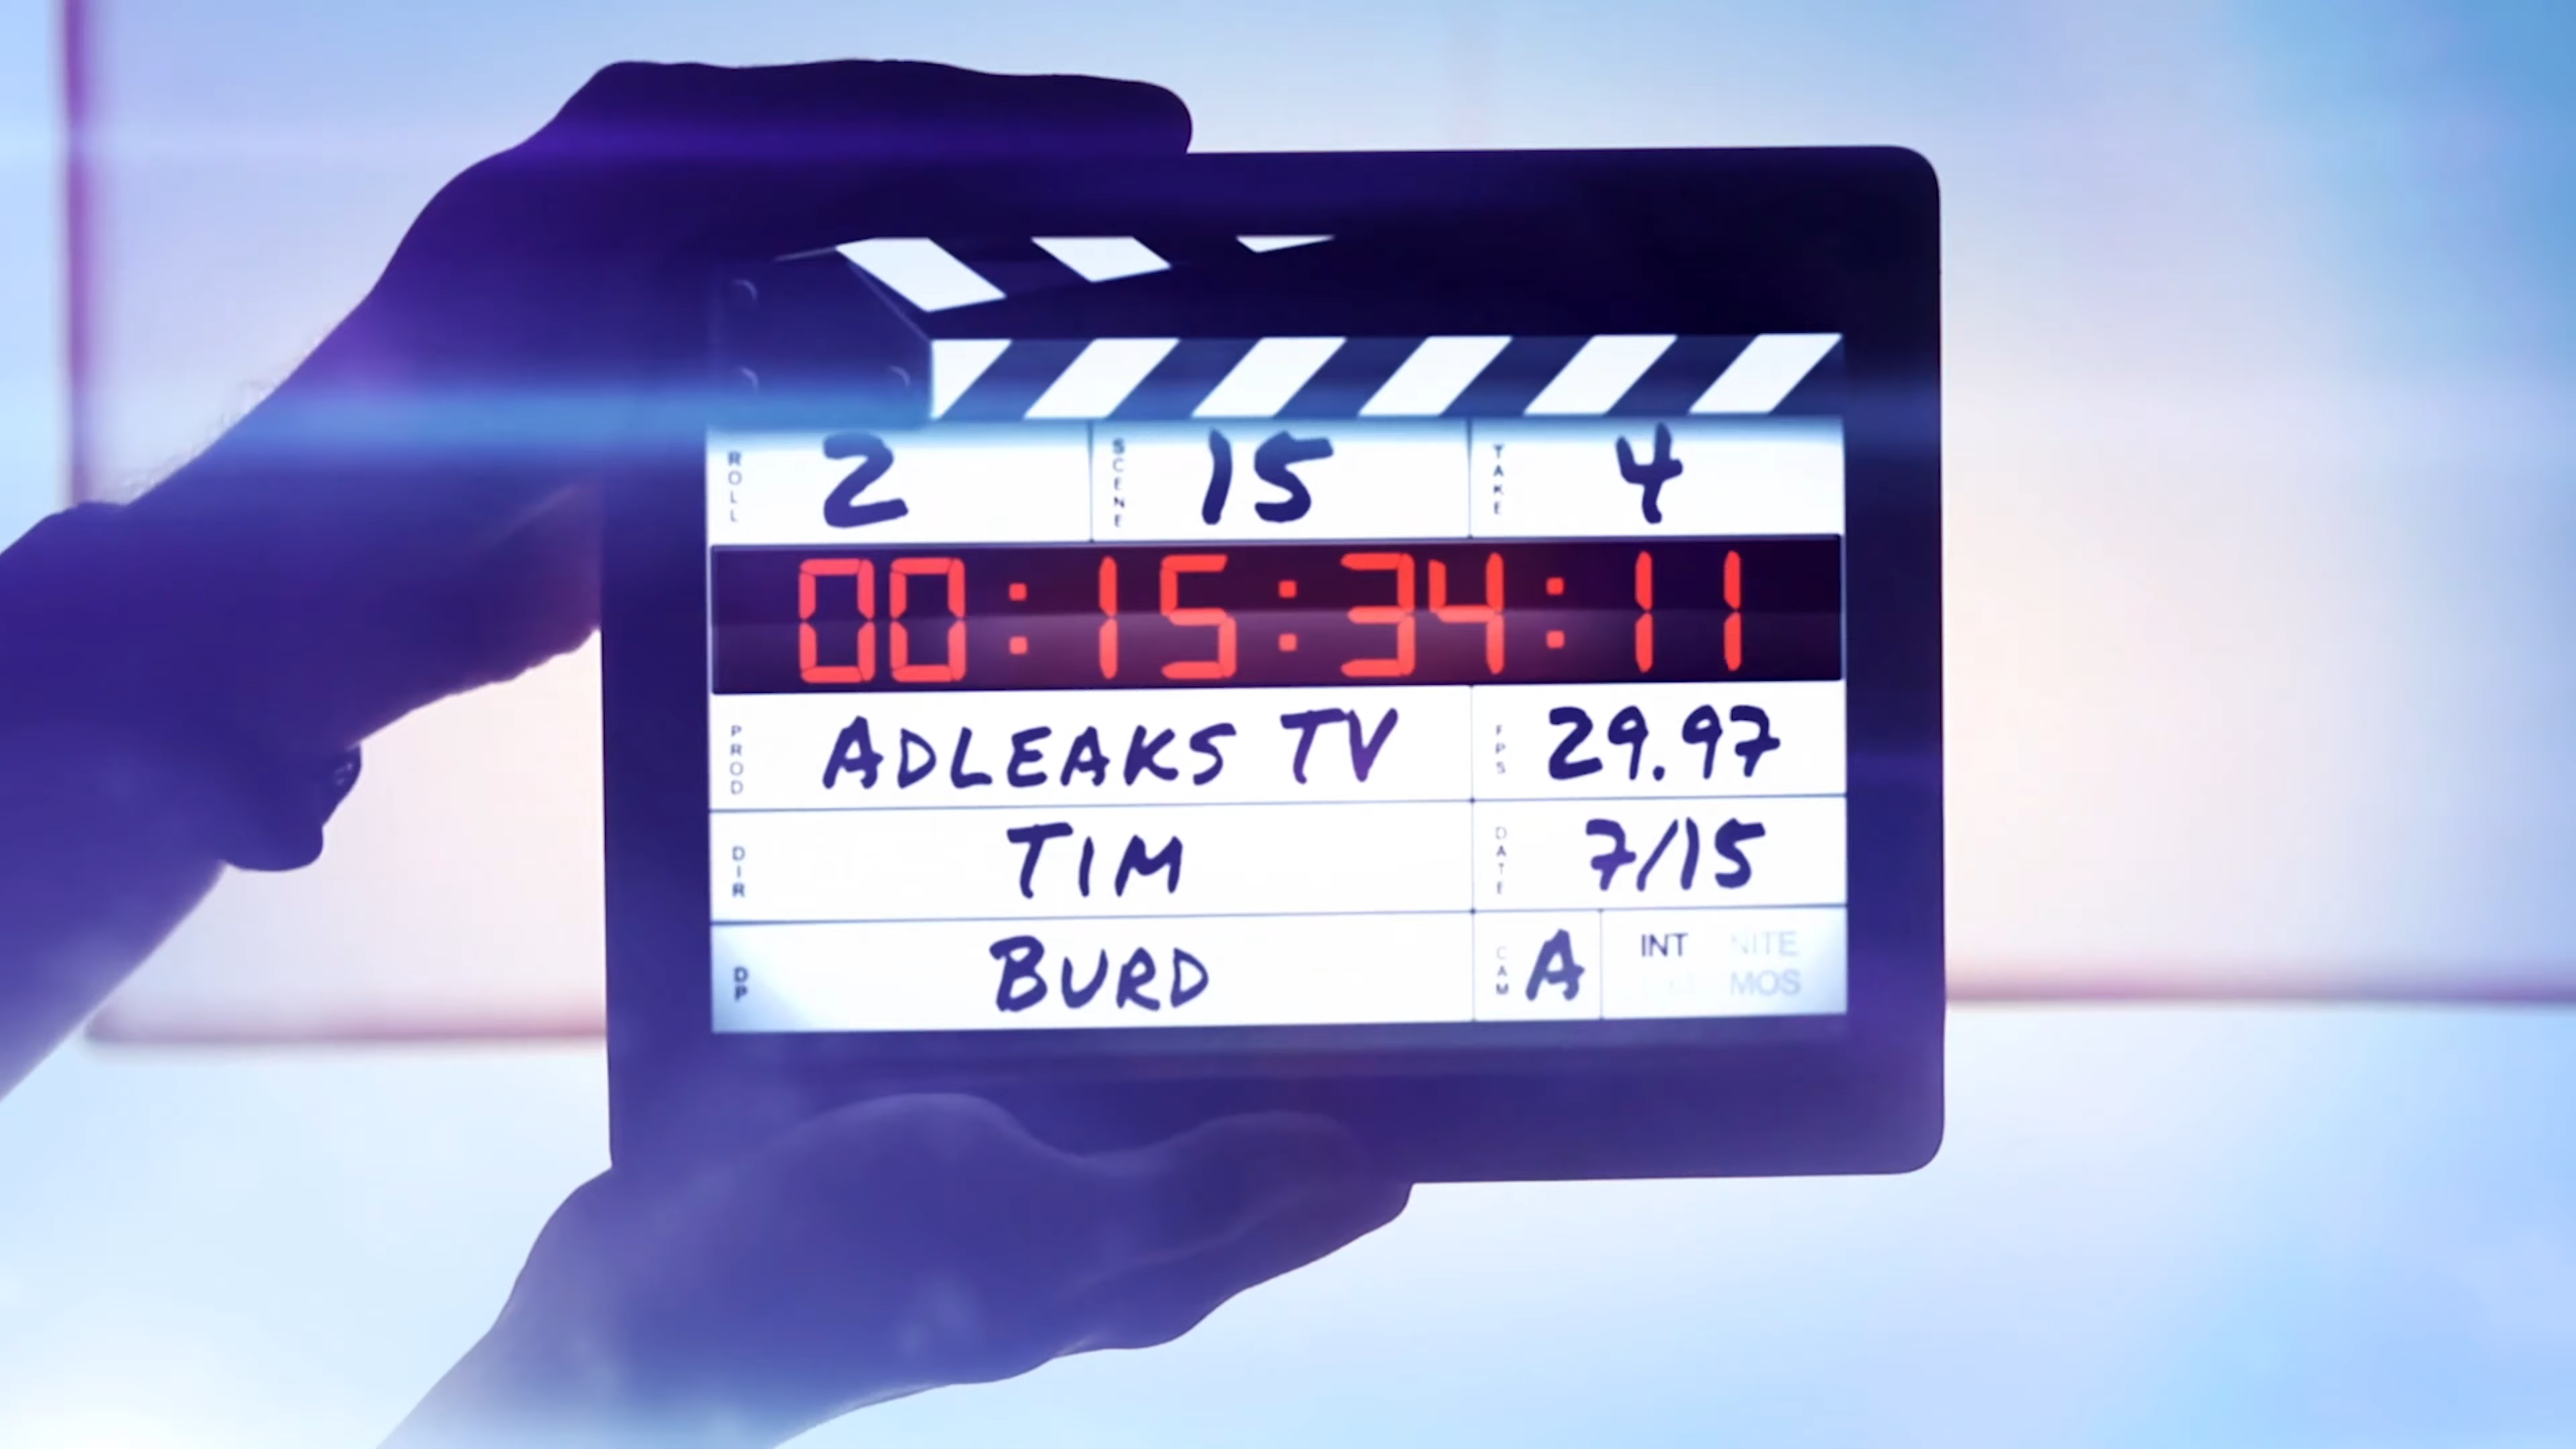 ROLL 2 SCENE 15 TAKE 4
00:15:34:11
PROD ADLEAKS TV FPS 29.97
DIR TIM DATE 7/15
DP BURD CAM A INT NITE
MOS